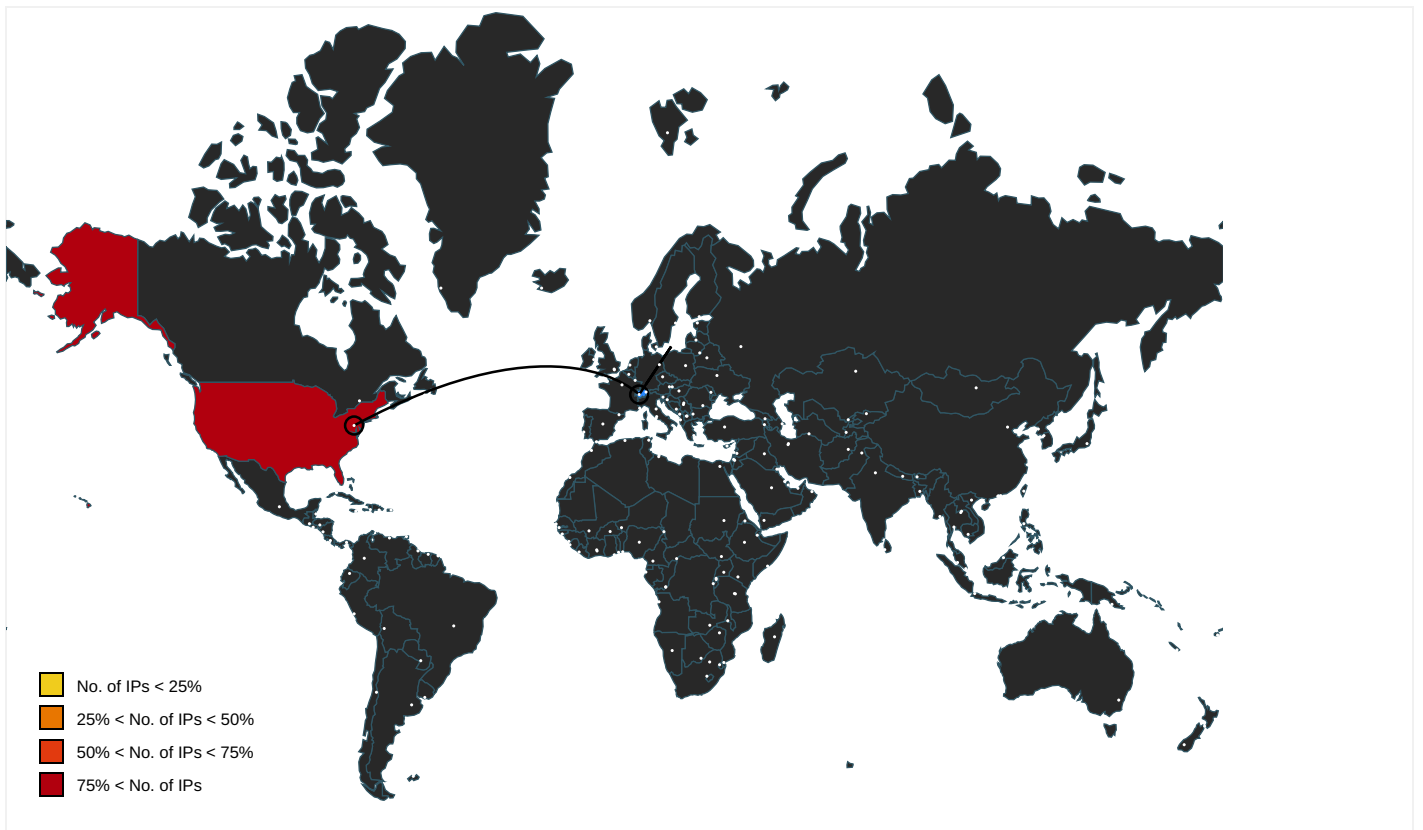 No. of IPs < 25%
25% < No. of IPs < 50%
50% < No. of IPs < 75%
75% < No. of IPs